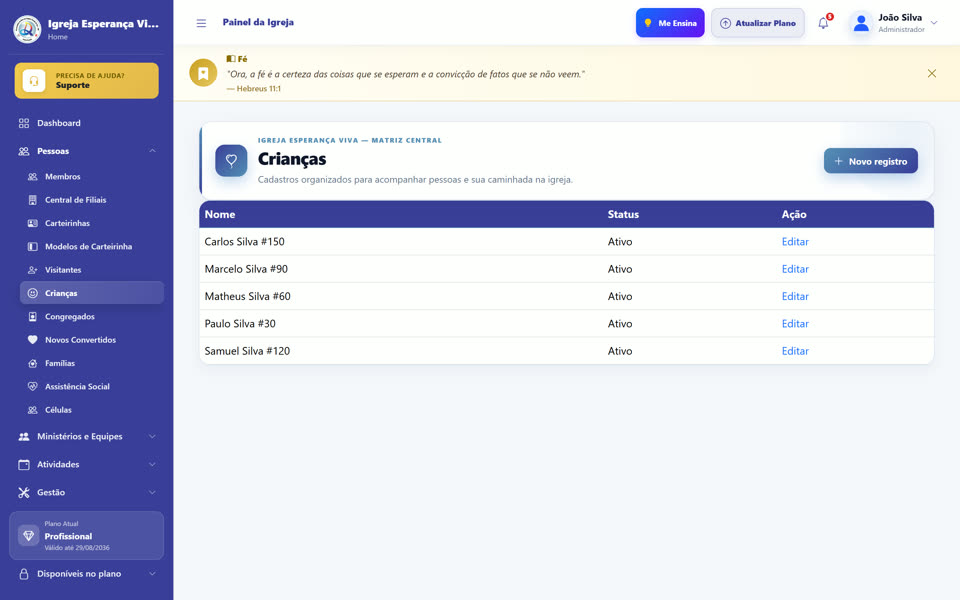 Igreja Esperança Vi...
Home
PRECISA DE AJUDA?
Suporte
Dashboard
Pessoas
Membros
Central de Filiais
Carteirinhas
Modelos de Carteirinha
Visitantes
Crianças
Congregados
Novos Convertidos
Famílias
Assistência Social
Células
Ministérios e Equipes
Atividades
Gestão
Plano Atual
Profissional
Válido até 29/08/2036
Disponíveis no plano
Painel da Igreja
Me Ensina
Atualizar Plano
João Silva
Administrador
Fé
"Ora, a fé é a certeza das coisas que se esperam e a convicção de fatos que se não veem."
— Hebreus 11:1
IGREJA ESPERANÇA VIVA — MATRIZ CENTRAL
Crianças
Cadastros organizados para acompanhar pessoas e sua caminhada na igreja.
+ Novo registro
Nome Status Ação
Carlos Silva #150 Ativo Editar
Marcelo Silva #90 Ativo Editar
Matheus Silva #60 Ativo Editar
Paulo Silva #30 Ativo Editar
Samuel Silva #120 Ativo Editar